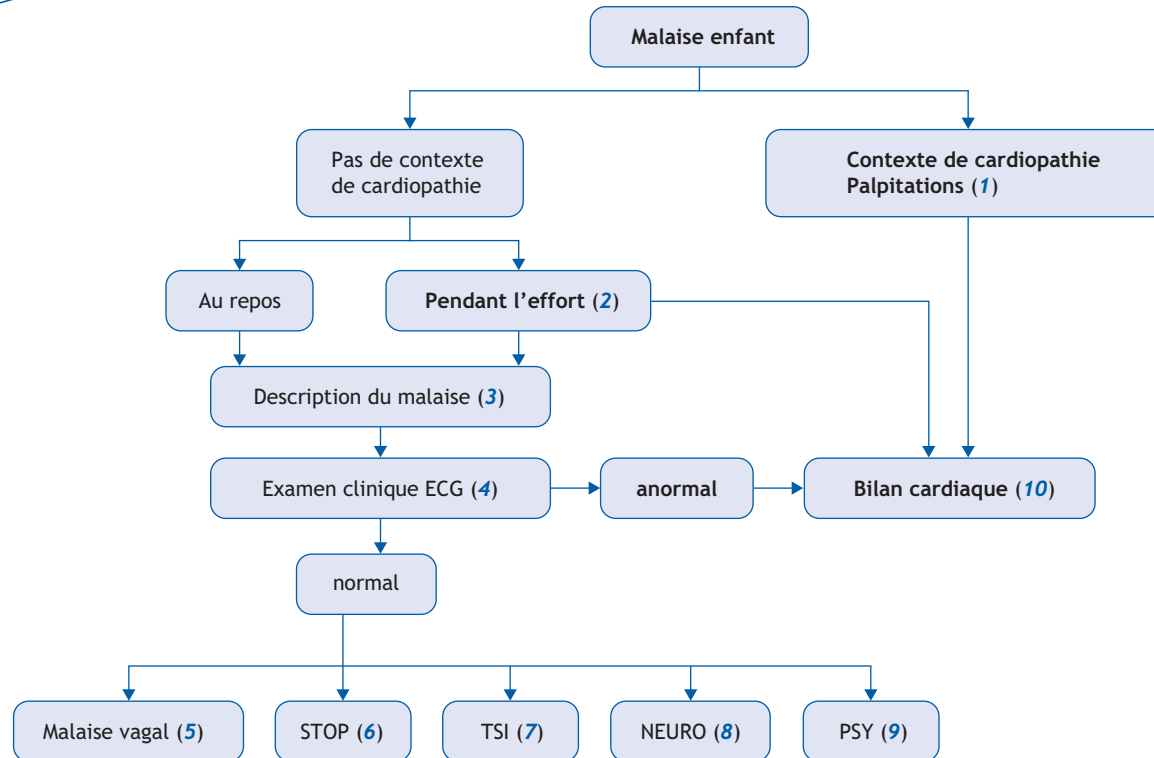 Malaise enfant
Pas de contexte
de cardiopathie
Contexte de cardiopathie
Palpitations (1)
Au repos
Pendant l’effort (2)
Description du malaise (3)
Examen clinique ECG (4)
anormal
Bilan cardiaque (10)
normal
Malaise vagal (5)
STOP (6)
TSI (7)
NEURO (8)
PSY (9)